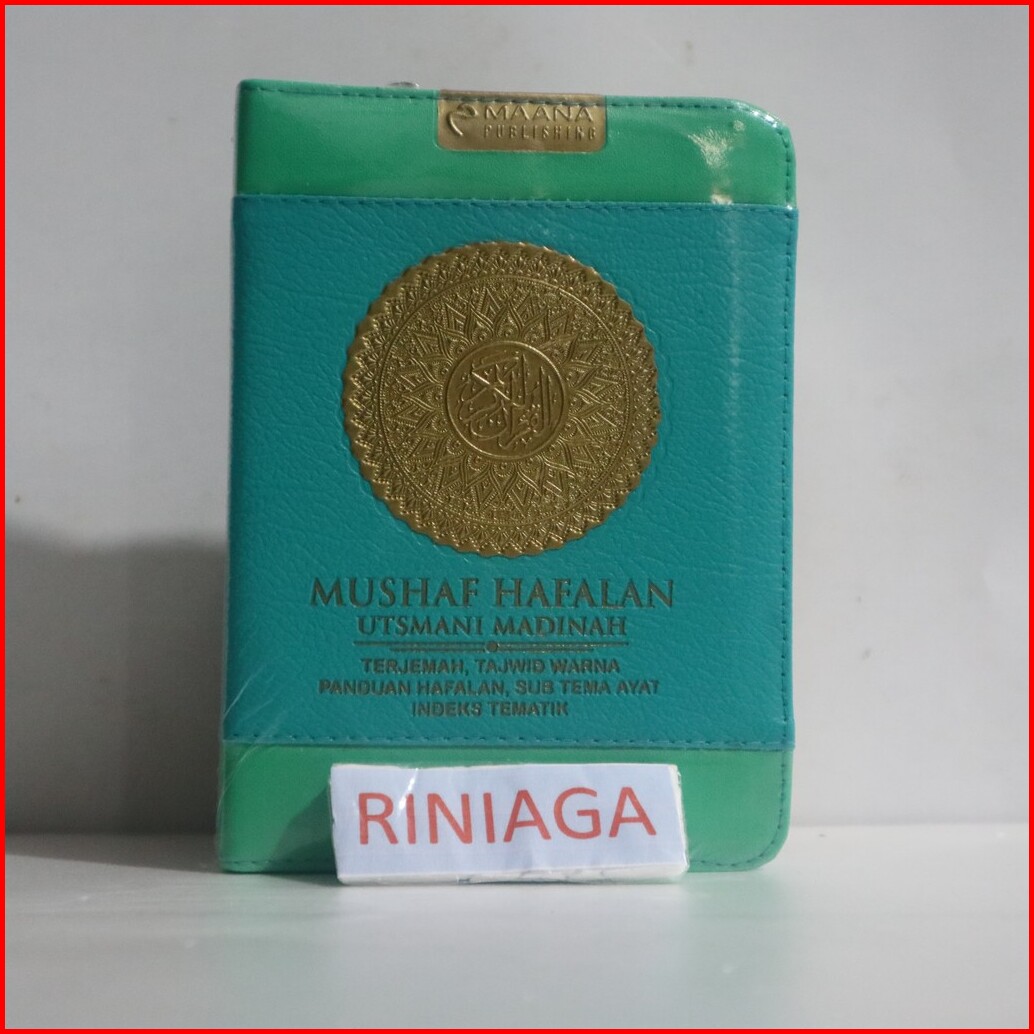 MAANA
PUBLISHING
القرآن الكريم
MUSHAF HAFALAN
UTSMANI MADINAH
TERJEMAH, TAJWID WARNA
PANDUAN HAFALAN, SUB TEMA AYAT
INDEKS TEMATIK
RINIAGA